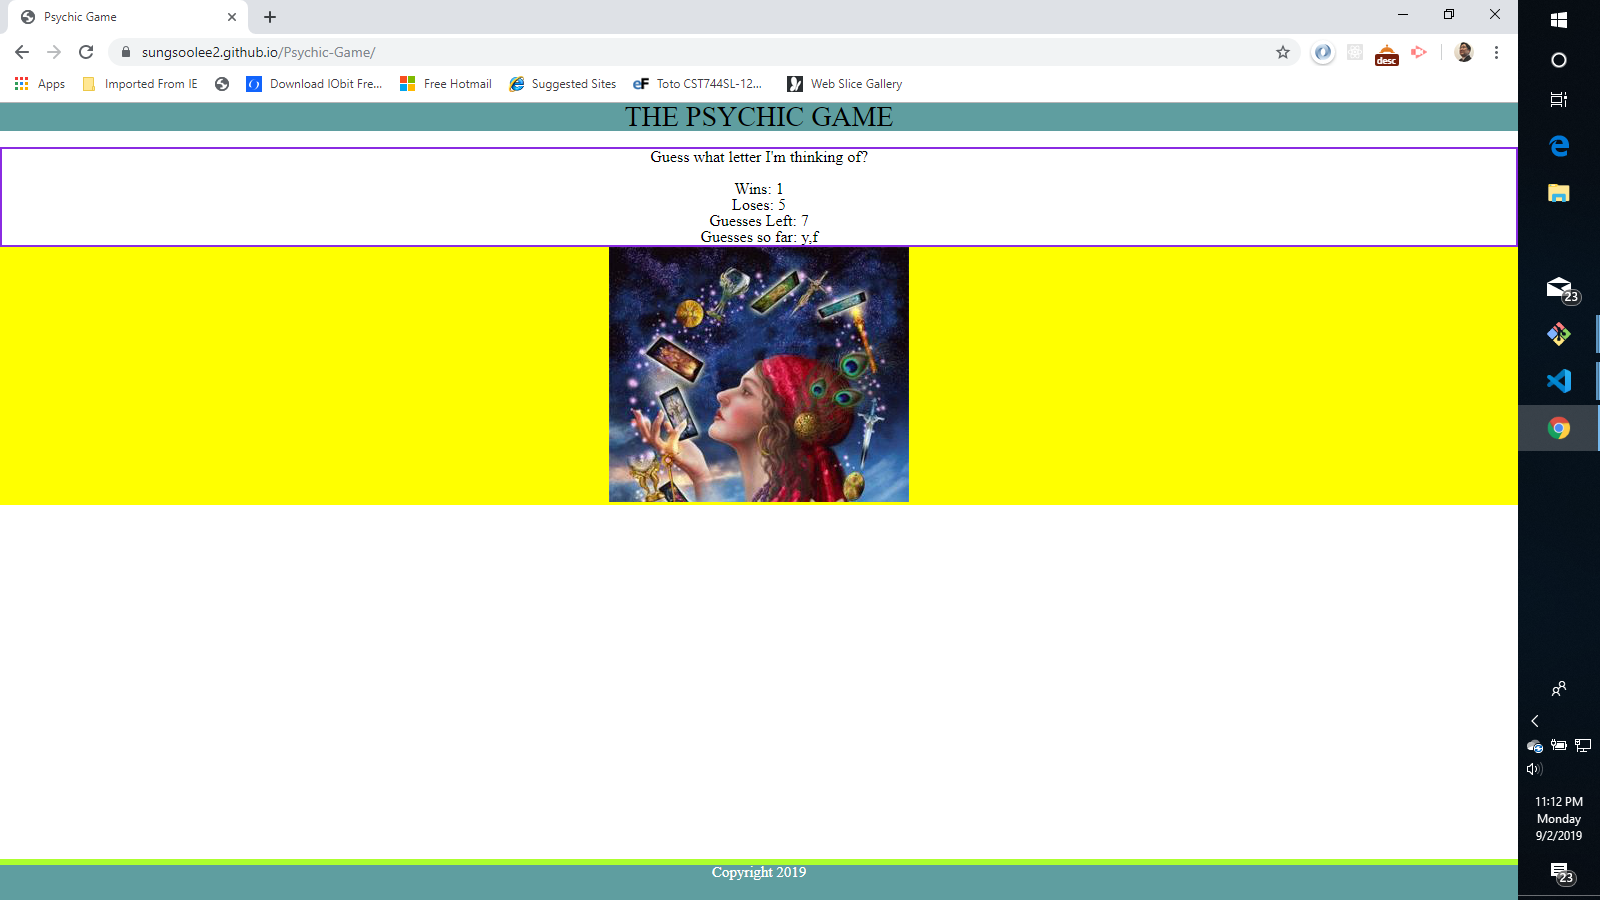 Psychic Game
sungsoolee2.github.io/Psychic-Game/
desc
Apps Imported From IE Download IObit Fre... Free Hotmail Suggested Sites eF Toto CST744SL-12... Web Slice Gallery
THE PSYCHIC GAME
Guess what letter I'm thinking of?
Wins: 1
Loses: 5
Guesses Left: 7
Guesses so far: y,f
Copyright 2019
23
11:12 PM
Monday
9/2/2019
23